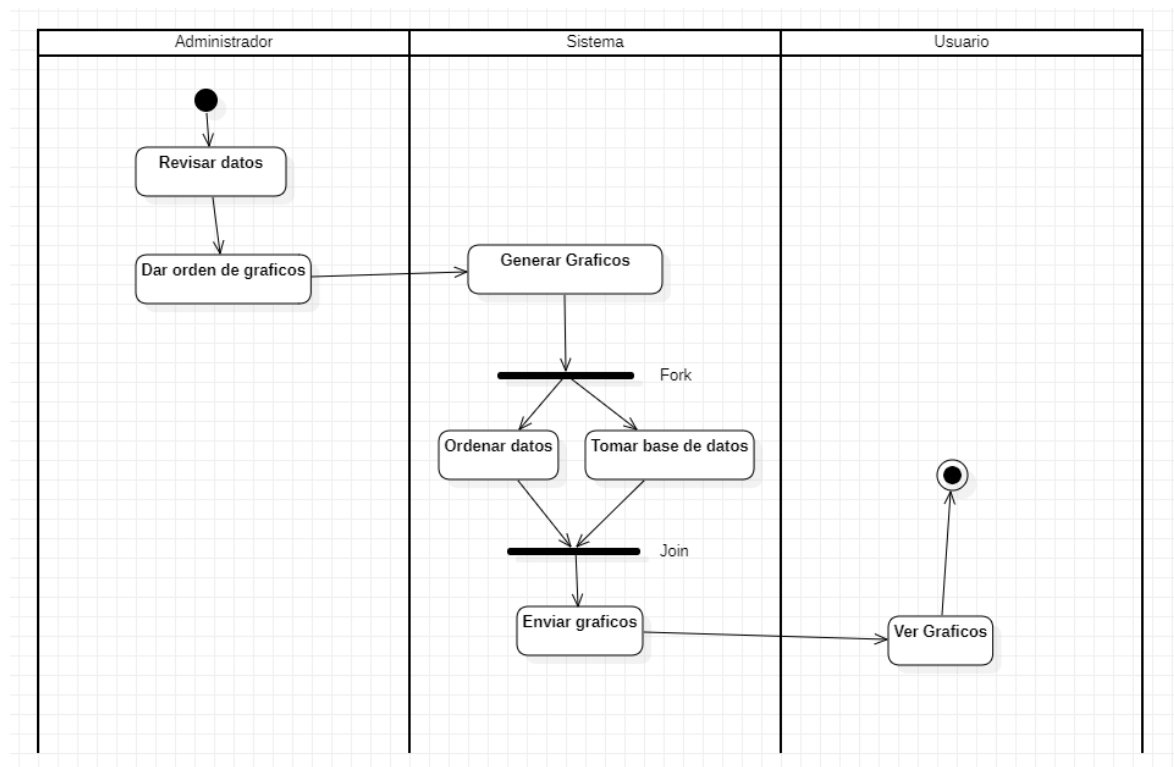 Administrador
Sistema
Usuario
Revisar datos
Dar orden de graficos
Generar Graficos
Fork
Ordenar datos
Tomar base de datos
Join
Enviar graficos
Ver Graficos